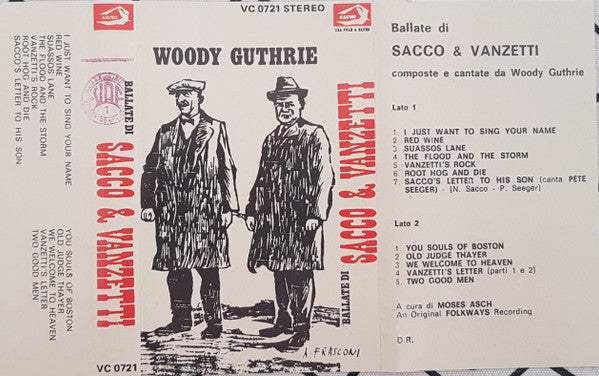 I JUST WANT TO SING YOUR NAME
RED WINE
SUASSOS LANE
THE FLOOD AND THE STORM
VANZETTI'S ROCK
ROOT HOG AND DIE
SACCO'S LETTER TO HIS SON
YOU SOULS OF BOSTON
OLD JUDGE THAYER
WE WELCOME TO HEAVEN
VANZETTI'S LETTER
TWO GOOD MEN
BALLATE DI
SACCO & VANZETTI
VC 0721
VC 0721 STEREO
WOODY GUTHRIE
BALLATE DI
SACCO & VANZETTI
A FRASCONI
Ballate di
SACCO & VANZETTI
composte e cantate da Woody Guthrie
Lato 1
1. I JUST WANT TO SING YOUR NAME
2. RED WINE
3. SUASSOS LANE
4. THE FLOOD AND THE STORM
5. VANZETTI'S ROCK
6. ROOT HOG AND DIE
7. SACCO'S LETTER TO HIS SON (canta PETE
SEEGER) - (N. Sacco - P. Seeger)
Lato 2
1. YOU SOULS OF BOSTON
2. OLD JUDGE THAYER
3. WE WELCOME TO HEAVEN
4. VANZETTI'S LETTER (parti 1 e 2)
5. TWO GOOD MEN
A cura di MOSES ASCH
An Original FOLKWAYS Recording
D.R.